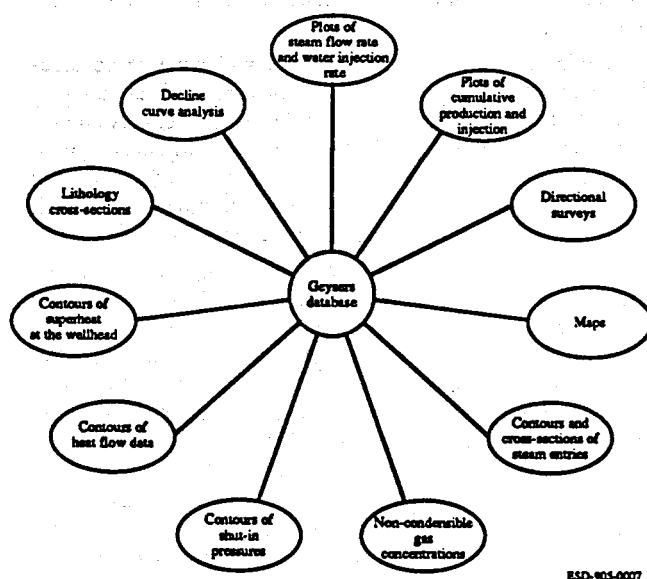 Plots of
steam flow rate
and water injection
rate
Decline
curve analysis
Plots of
cumulative
production and
injection
Lithology
cross-sections
Directional
surveys
Geysers
database
Contours of
superheat
at the wellhead
Maps
Contours of
heat flow data
Contours and
cross-sections of
steam entries
Contours of
shut-in
pressures
Non-condensible
gas
concentrations
ESD-905-0007